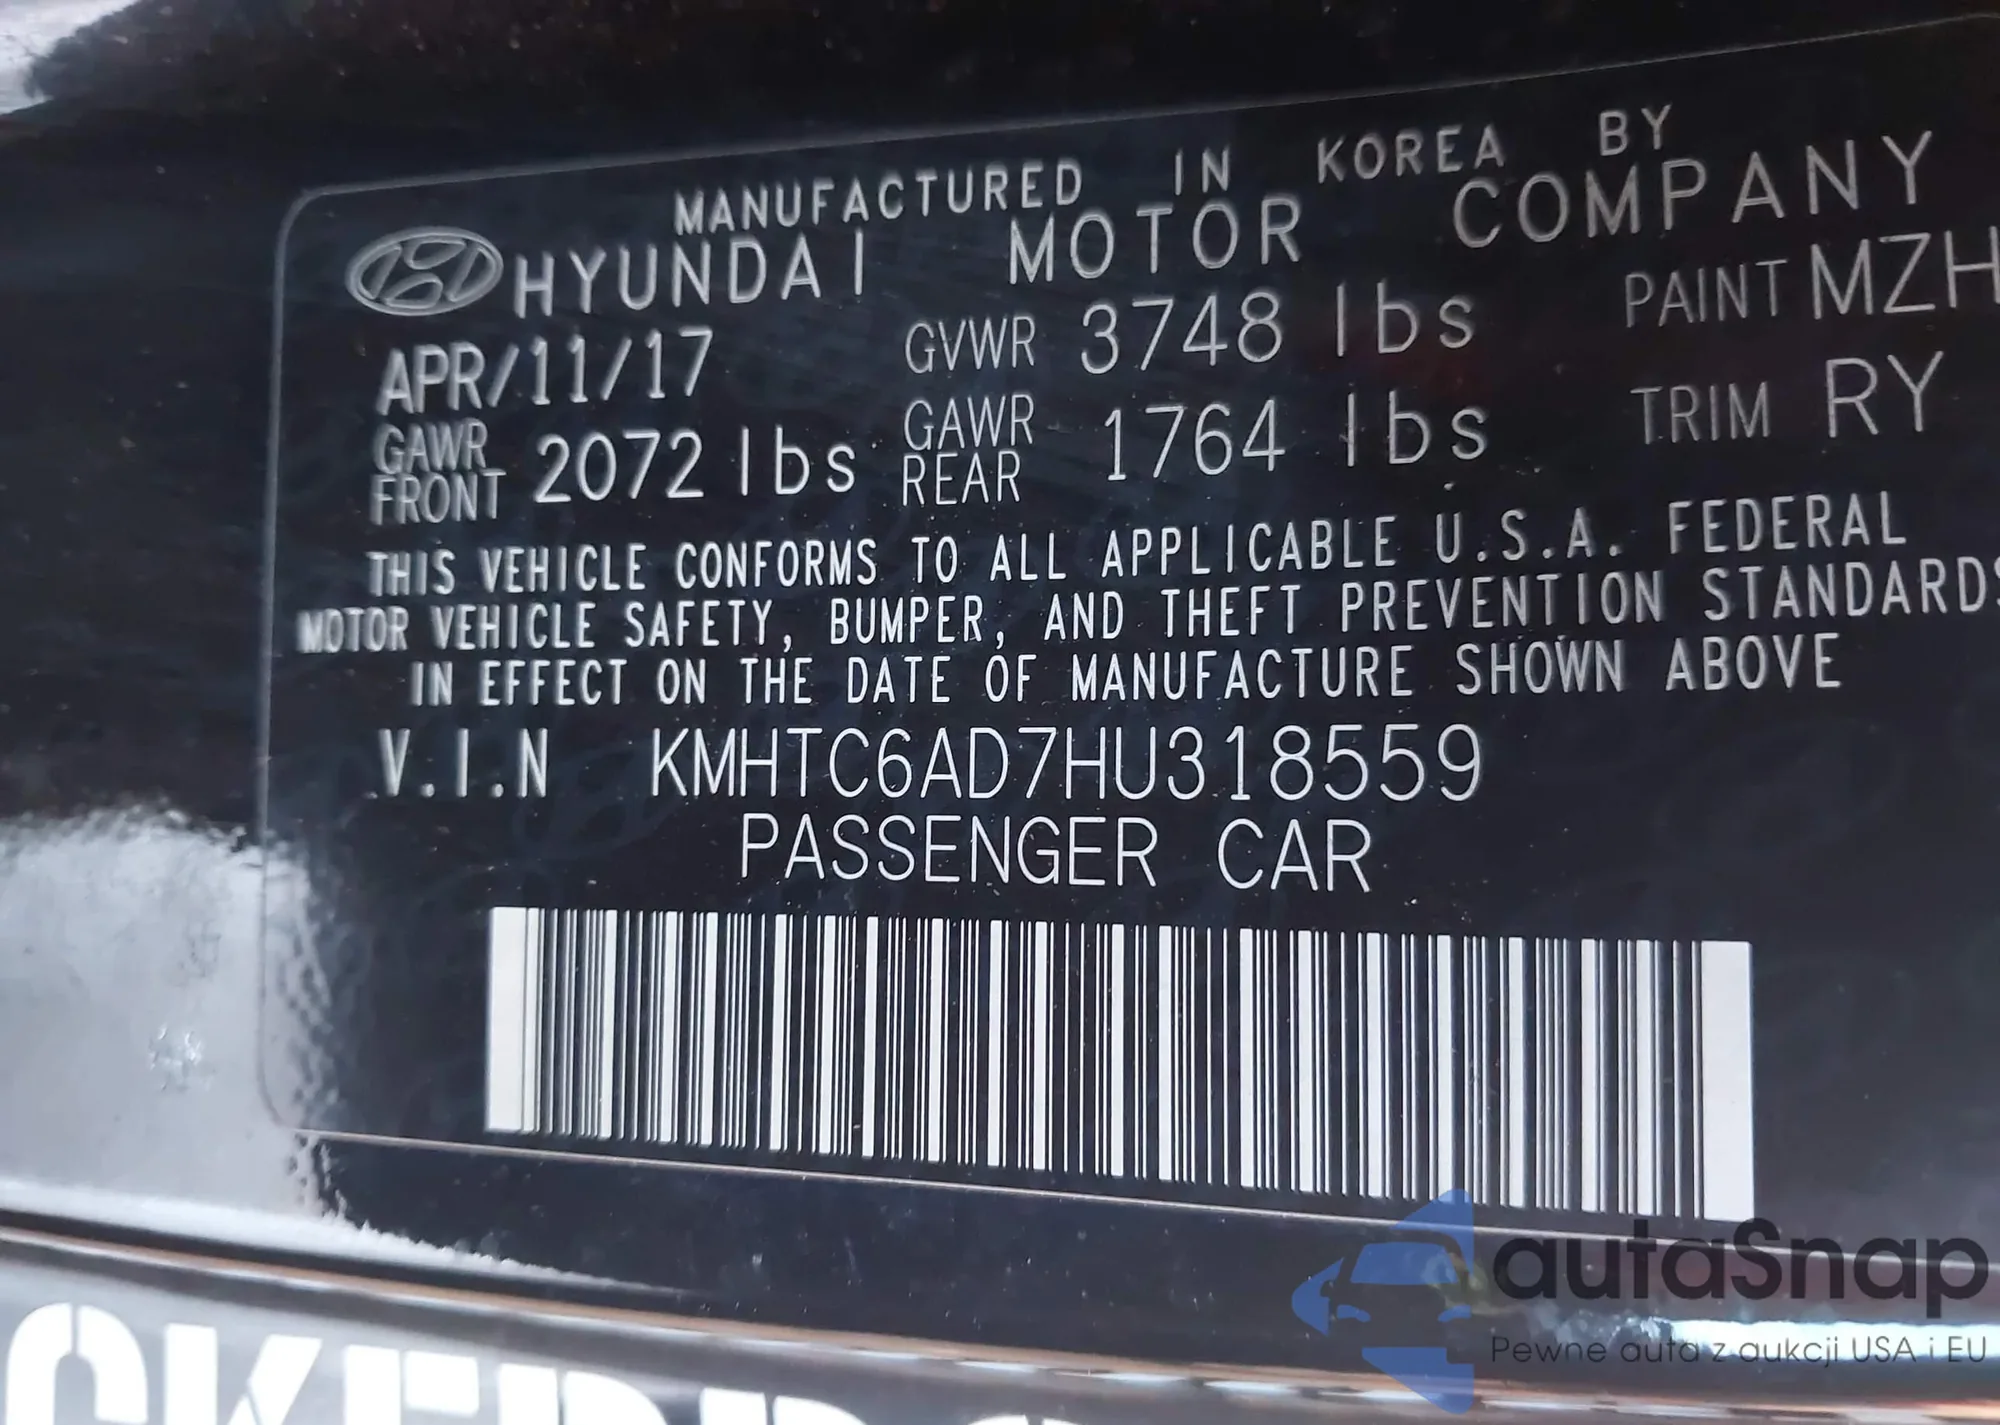 MANUFACTURED IN KOREA BY
HYUNDAI MOTOR COMPANY
APR/11/17 GVWR 3748 lbs PAINT MZH
GAWR FRONT 2072 lbs GAWR REAR 1764 lbs TRIM RY
THIS VEHICLE CONFORMS TO ALL APPLICABLE U.S.A. FEDERAL
MOTOR VEHICLE SAFETY, BUMPER, AND THEFT PREVENTION STANDARDS
IN EFFECT ON THE DATE OF MANUFACTURE SHOWN ABOVE
V.I.N KMHTC6AD7HU318559
PASSENGER CAR
autaSnap
Pewne auta z aukcji USA i EU